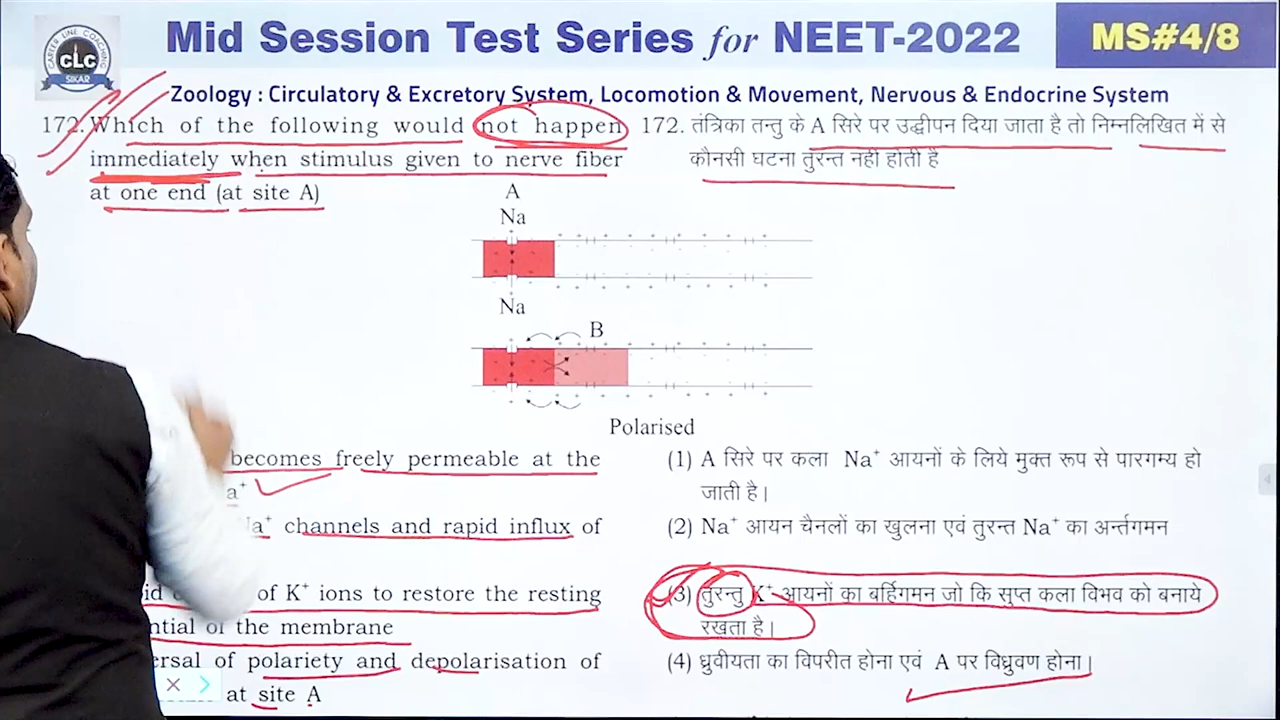 Mid Session Test Series for NEET-2022
MS#4/8
CAREER LINE COACHING
CLC
SIKAR
Zoology : Circulatory & Excretory System, Locomotion & Movement, Nervous & Endocrine System
172. Which of the following would not happen
immediately when stimulus given to nerve fiber
at one end (at site A)
172. तंत्रिका तन्तु के A सिरे पर उद्दीपन दिया जाता है तो निम्नलिखित में से
कौनसी घटना तुरन्त नहीं होती है
A
Na
Na
B
Polarised
becomes freely permeable at the
a⁺
Na⁺ channels and rapid influx of
of K⁺ ions to restore the resting
of the membrane
polariety and depolarisation of
at site A
(1) A सिरे पर कला Na⁺ आयनों के लिये मुक्त रूप से पारगम्य हो
जाती है।
(2) Na⁺ आयन चैनलों का खुलना एवं तुरन्त Na⁺ का अर्न्तगमन
(3) तुरन्तु K⁺ आयनों का बर्हिगमन जो कि सुप्त कला विभव को बनाये
रखता है।
(4) ध्रुवीयता का विपरीत होना एवं A पर विध्रुवण होना।